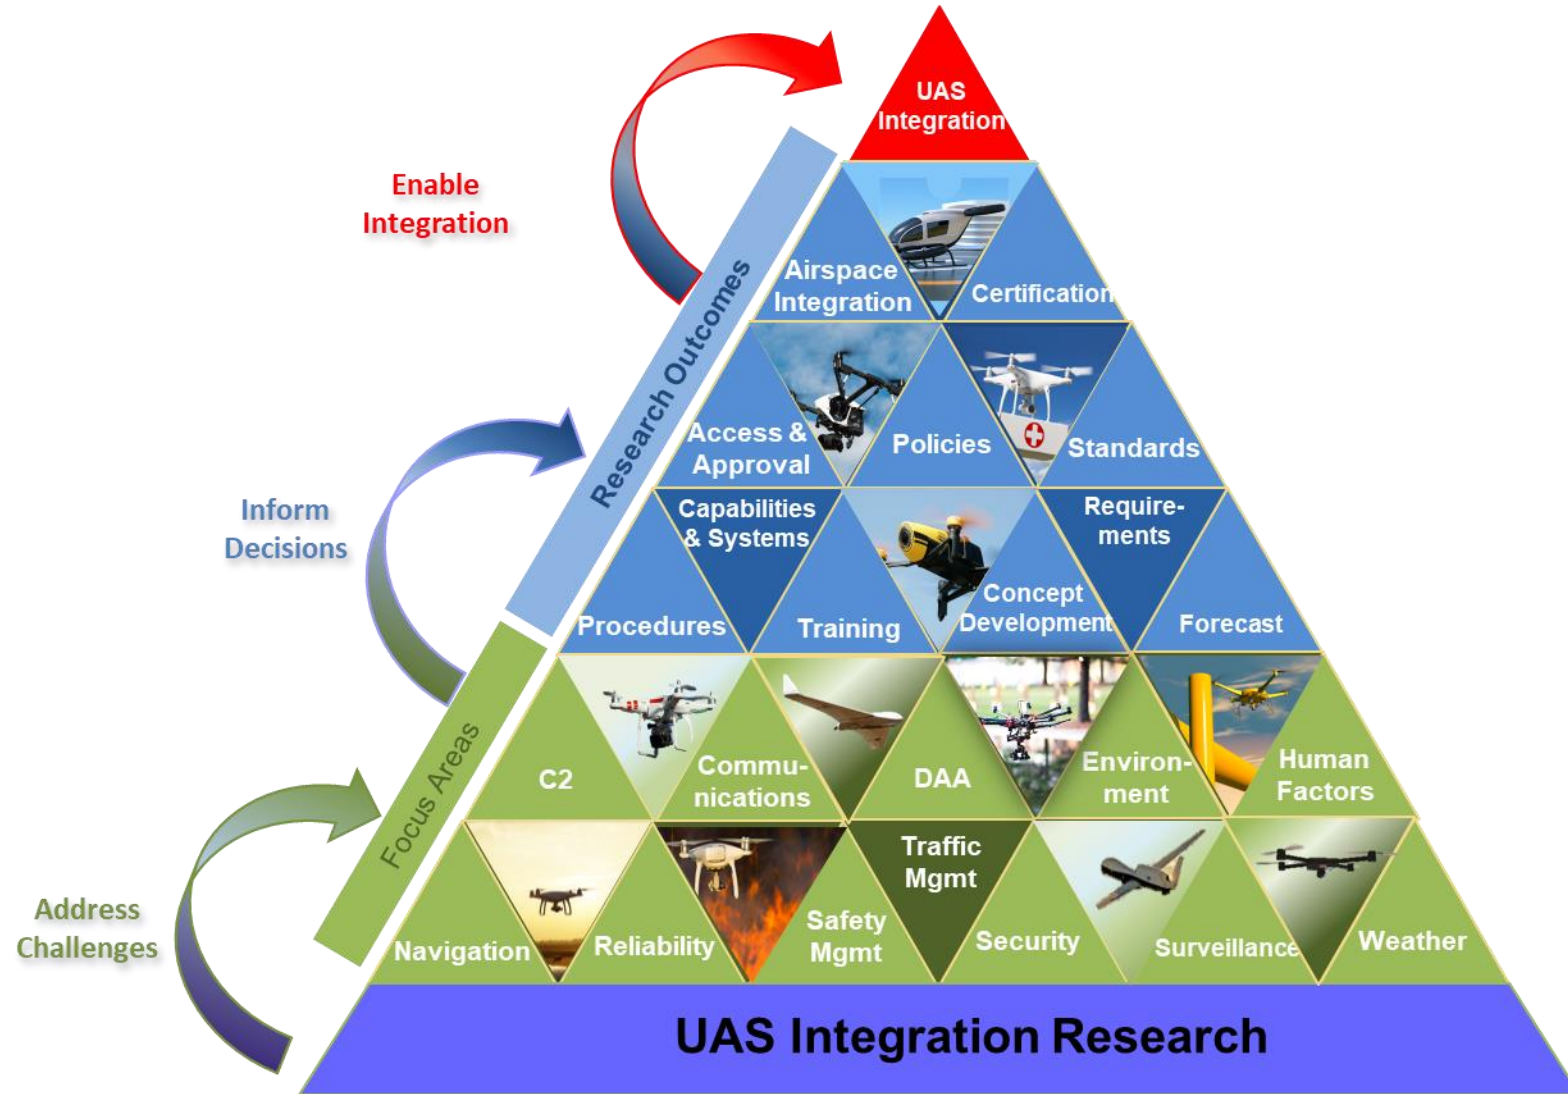 UAS
Integration
Enable
Integration
Research Outcomes
Airspace
Integration
Certification
Access &
Approval
Policies
Standards
Inform
Decisions
Capabilities
& Systems
Require-
ments
Procedures
Training
Concept
Development
Forecast
Focus Areas
C2
Commu-
nications
DAA
Environ-
ment
Human
Factors
Address
Challenges
Navigation
Reliability
Safety
Mgmt
Traffic
Mgmt
Security
Surveillance
Weather
UAS Integration Research